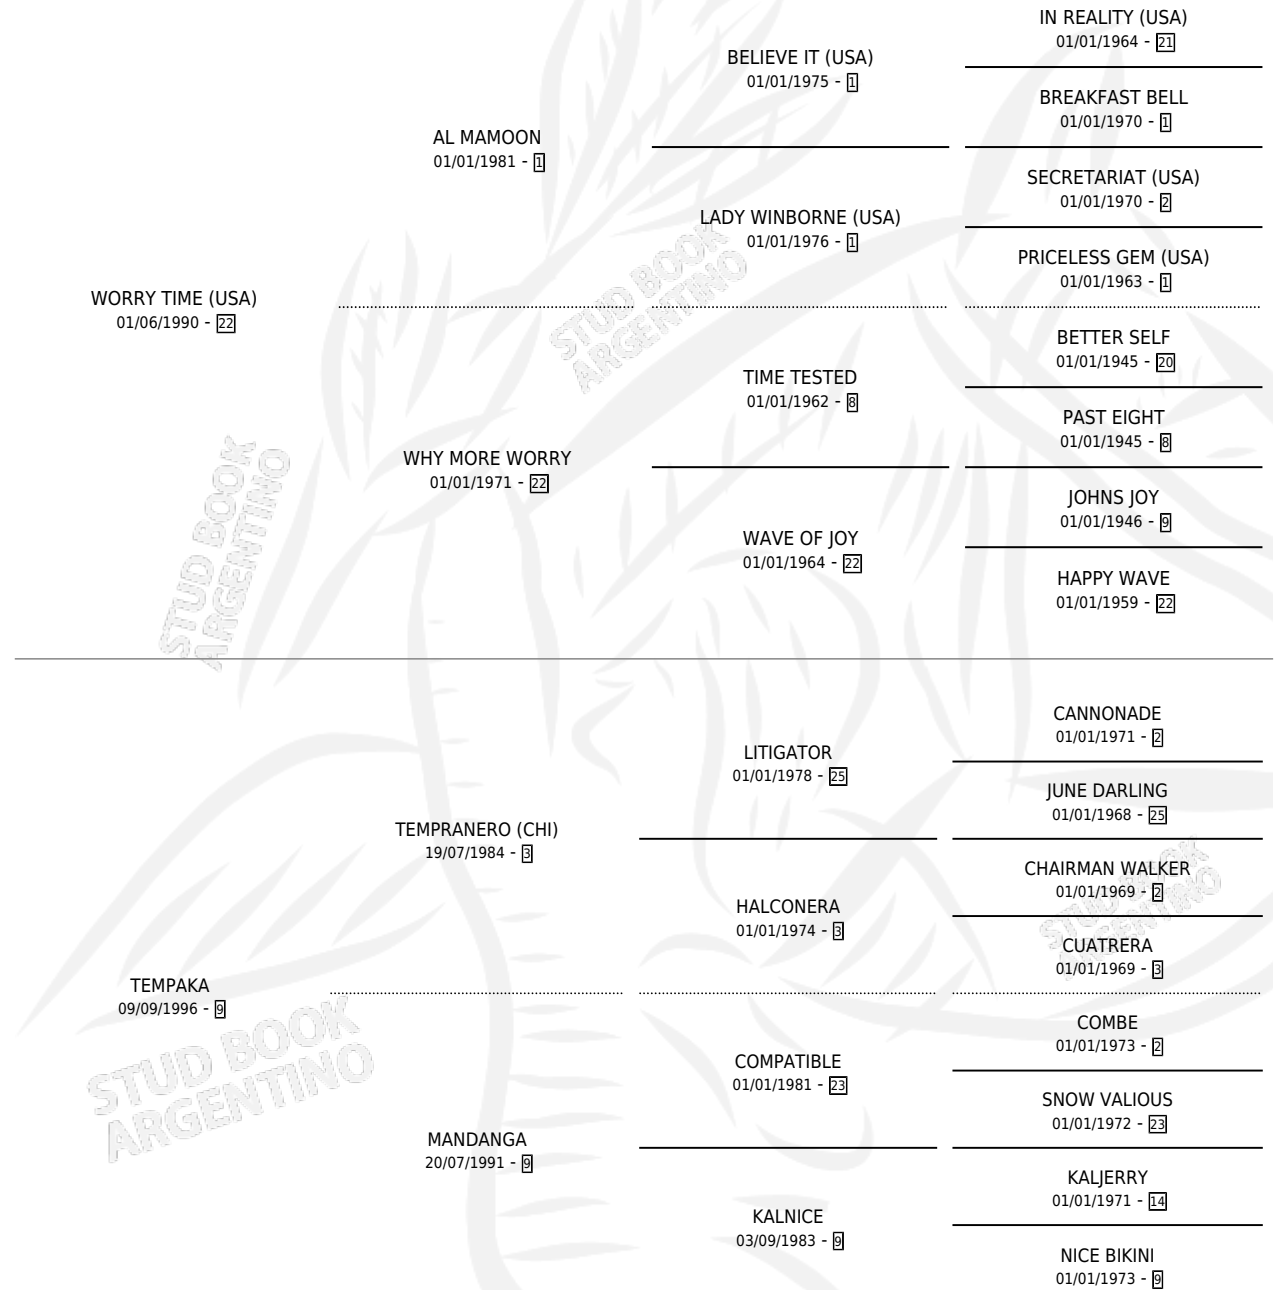 IN REALITY (USA)
01/01/1964 - 21
BELIEVE IT (USA)
01/01/1975 - 1
BREAKFAST BELL
01/01/1970 - 1
AL MAMOON
01/01/1981 - 1
SECRETARIAT (USA)
01/01/1970 - 2
LADY WINBORNE (USA)
01/01/1976 - 1
PRICELESS GEM (USA)
01/01/1963 - 1
WORRY TIME (USA)
01/06/1990 - 22
STUD BOOK
ARGENTINO
BETTER SELF
01/01/1945 - 20
TIME TESTED
01/01/1962 - 8
PAST EIGHT
01/01/1945 - 8
WHY MORE WORRY
01/01/1971 - 22
JOHNS JOY
01/01/1946 - 9
WAVE OF JOY
01/01/1964 - 22
HAPPY WAVE
01/01/1959 - 22
STUD BOOK
ARGENTINO
CANNONADE
01/01/1971 - 2
LITIGATOR
01/01/1978 - 25
JUNE DARLING
01/01/1968 - 25
TEMPRANERO (CHI)
19/07/1984 - 3
CHAIRMAN WALKER
01/01/1969 - 2
HALCONERA
01/01/1974 - 3
STUD BOOK
ARGENTINO
CUATRERA
01/01/1969 - 3
TEMPAKA
09/09/1996 - 9
COMBE
01/01/1973 - 2
COMPATIBLE
01/01/1981 - 23
SNOW VALIOUS
01/01/1972 - 23
STUD BOOK
ARGENTINO
MANDANGA
20/07/1991 - 9
KALJERRY
01/01/1971 - 14
KALNICE
03/09/1983 - 9
NICE BIKINI
01/01/1973 - 9